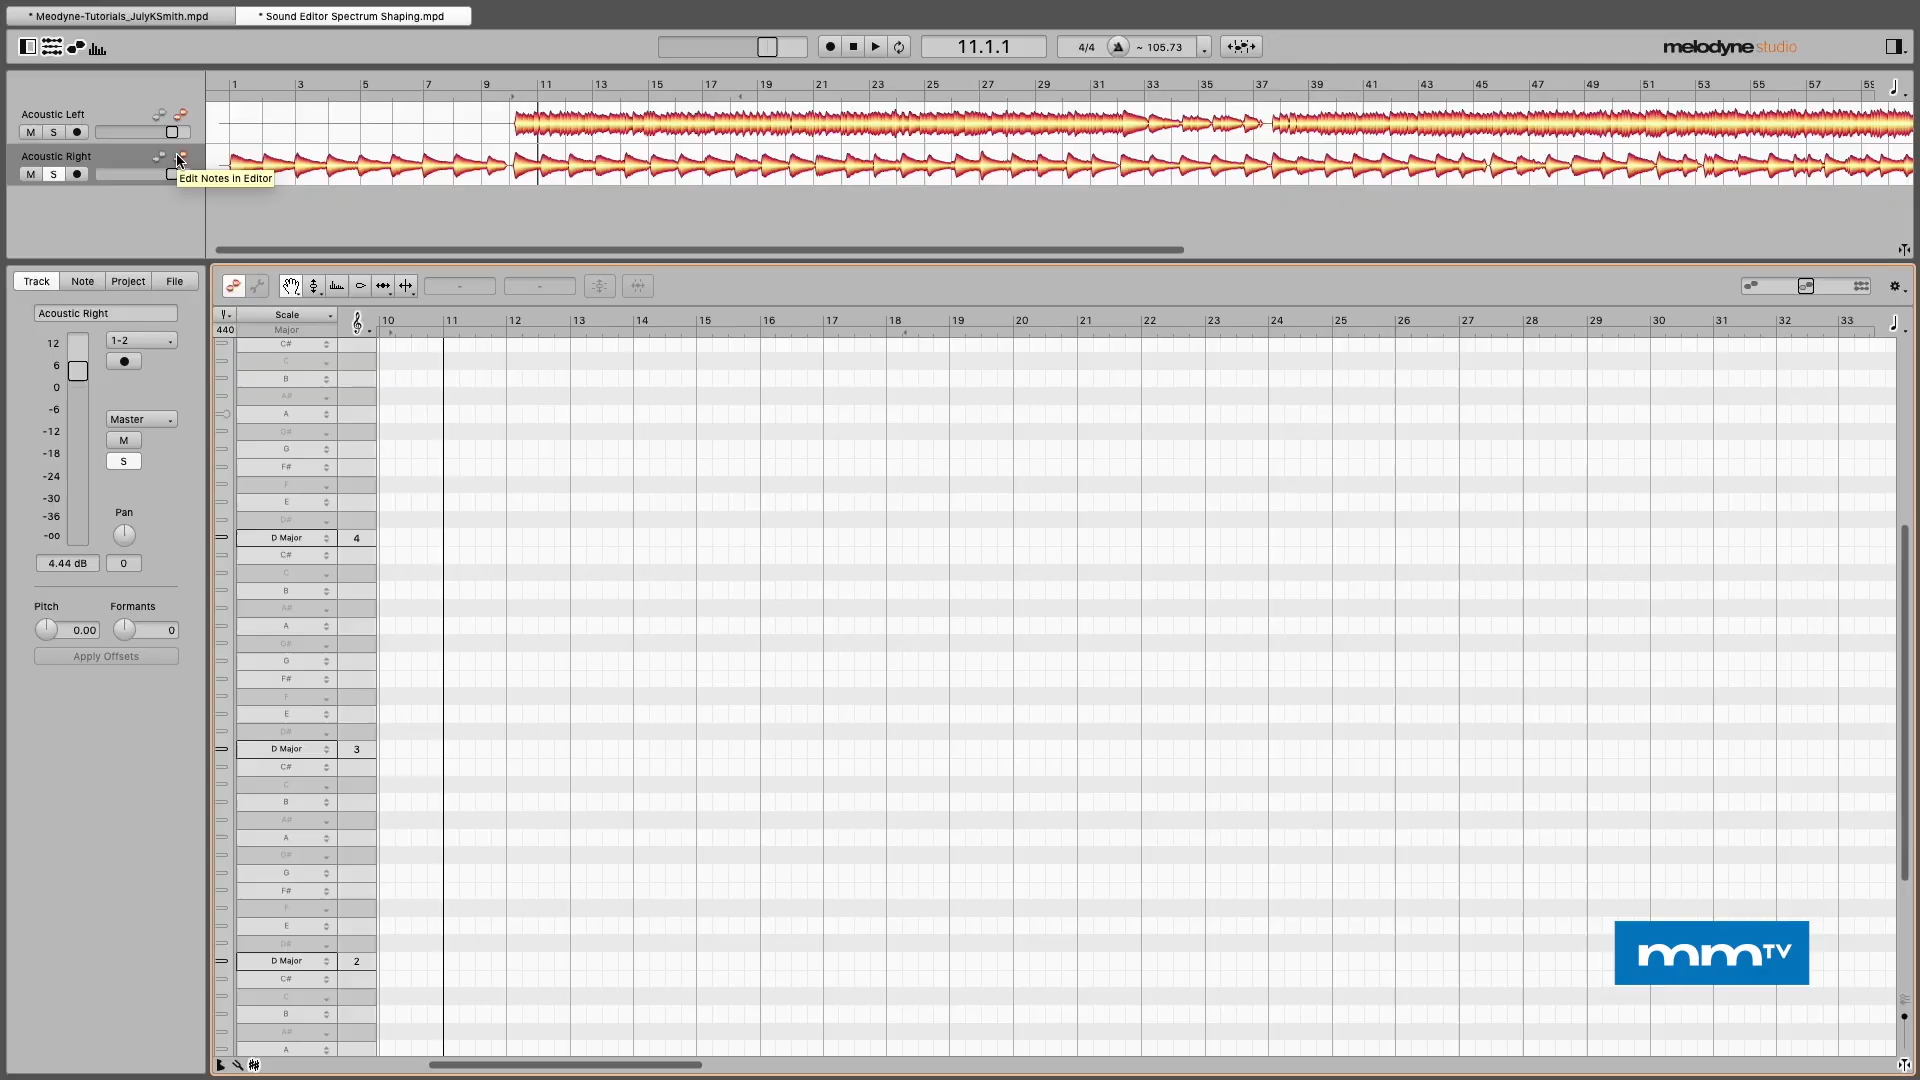 * Meodyne-Tutorials_JulyKSmith.mpd
* Sound Editor Spectrum Shaping.mpd
11.1.1
4/4
~ 105.73
melodyne studio
1 3 5 7 9 11 13 15 17 19 21 23 25 27 29 31 33 35 37 39 41 43 45 47 49 51 53 55 57
Acoustic Left
M S
Acoustic Right
M S
Edit Notes in Editor
Track Note Project File
Acoustic Right
12
6
0
-6
-12
-18
-24
-30
-36
-oo
1-2
Master
M
S
Pan
4.44 dB
0
Pitch
Formants
0.00
0
Apply Offsets
-
-
Scale
440
Major
10 11 12 13 14 15 16 17 18 19 20 21 22 23 24 25 26 27 28 29 30 31 32 33
C#
C
B
A#
A
G#
G
F#
F
E
D#
D Major 4
C#
C
B
A#
A
G#
G
F#
F
E
D#
D Major 3
C#
C
B
A#
A
G#
G
F#
F
E
D#
D Major 2
C#
C
B
A#
A
mmTV